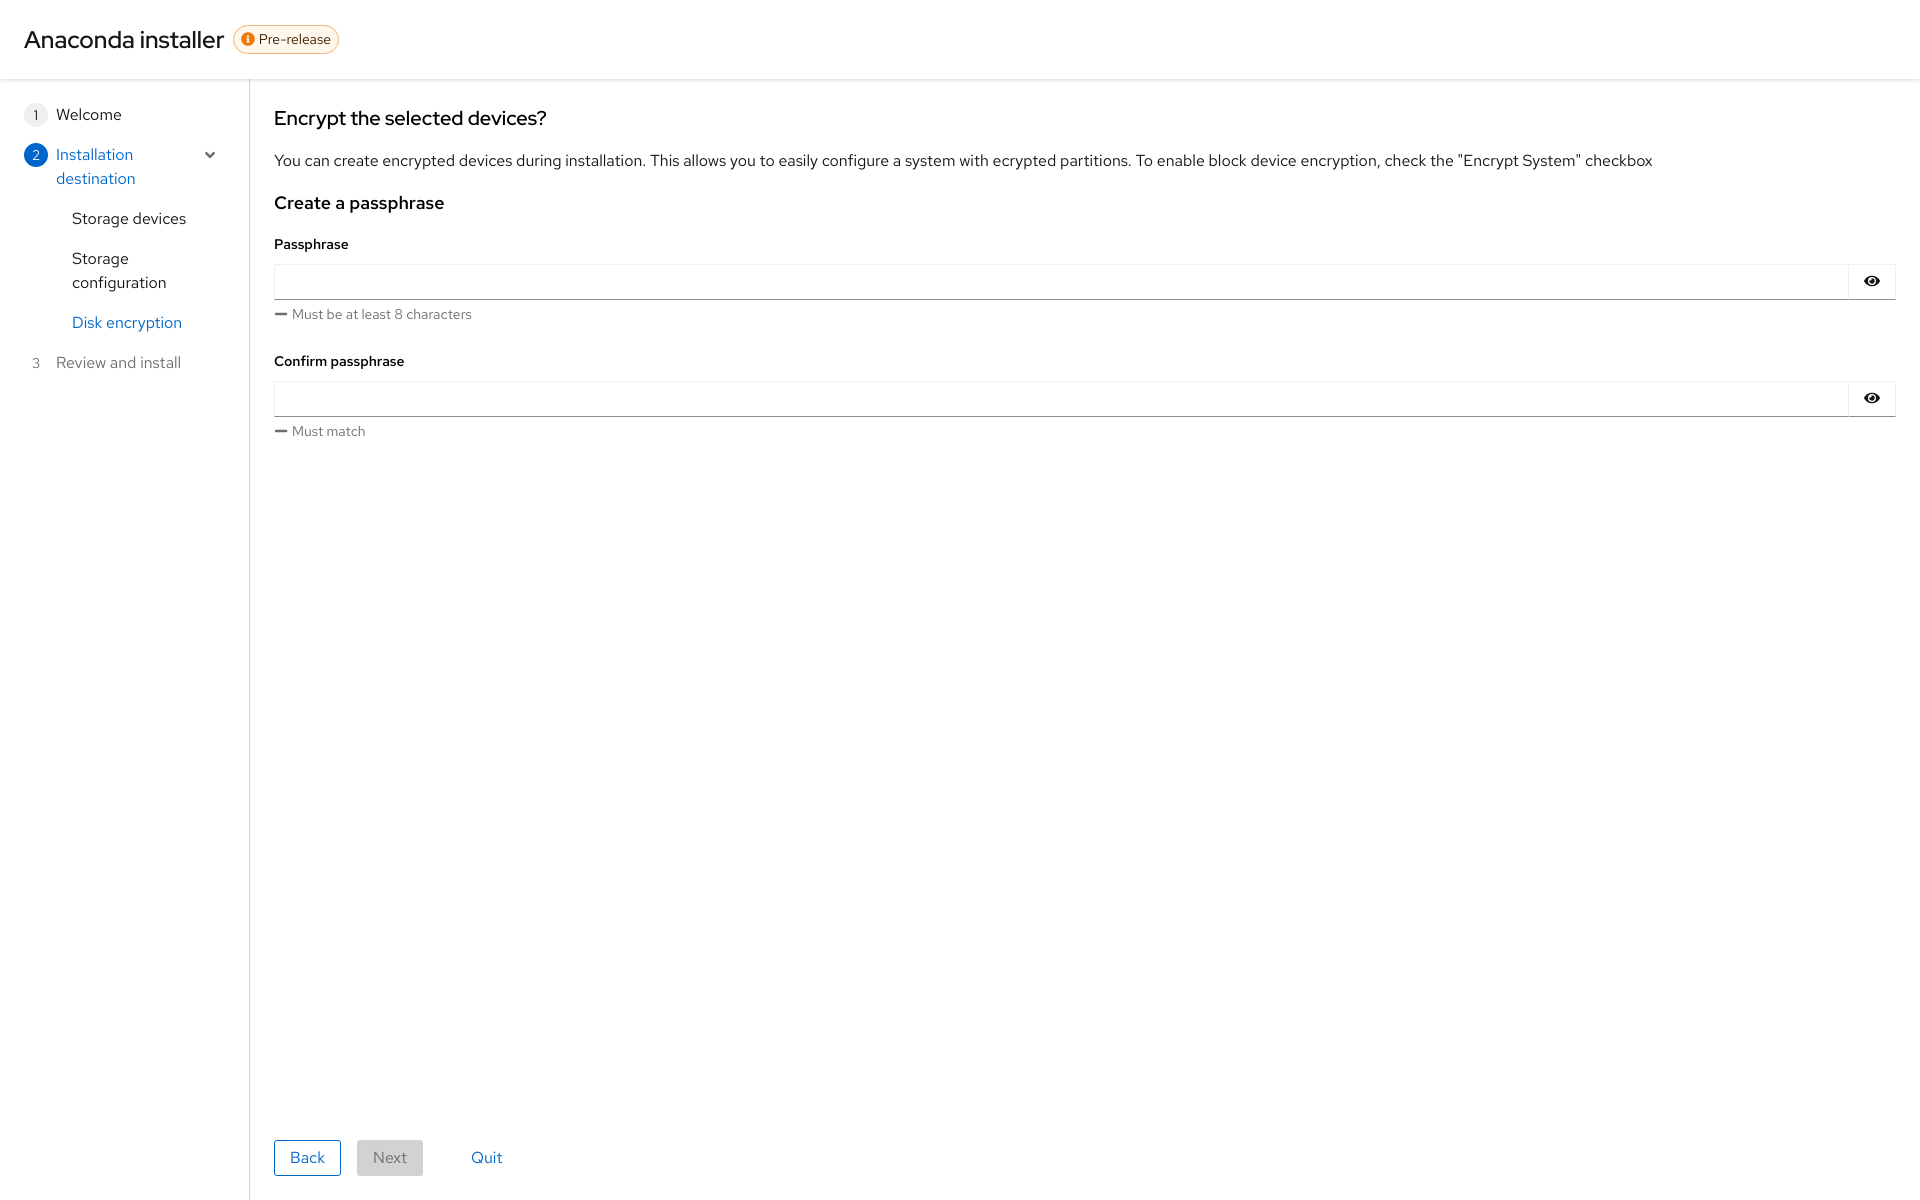 Anaconda installer
Pre-release
1 Welcome
2 Installation
destination
Storage devices
Storage
configuration
Disk encryption
3 Review and install
Encrypt the selected devices?
You can create encrypted devices during installation. This allows you to easily configure a system with ecrypted partitions. To enable block device encryption, check the "Encrypt System" checkbox
Create a passphrase
Passphrase
Must be at least 8 characters
Confirm passphrase
Must match
Back
Next
Quit